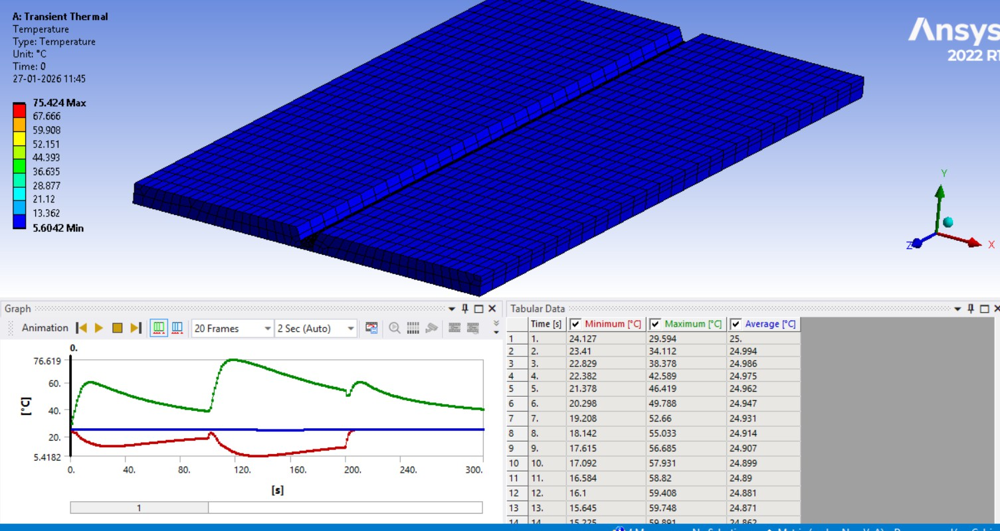 A: Transient Thermal
Temperature
Type: Temperature
Unit: °C
Time: 0
27-01-2026 11:45
75.424 Max
67.666
59.908
52.151
44.393
36.635
28.877
21.12
13.362
5.6042 Min
Ansys
2022 R1
Y
Z
X
Graph
Animation 20 Frames 2 Sec (Auto)
0.
76.619
60.
40.
20.
5.4182
[°C]
0. 40. 80. 120. 160. 200. 240. 300.
[s]
1
Tabular Data
Time [s] Minimum [°C] Maximum [°C] Average [°C]
1 1. 24.127 29.594 25.
2 2. 23.41 34.112 24.994
3 3. 22.829 38.378 24.986
4 4. 22.382 42.589 24.975
5 5. 21.378 46.419 24.962
6 6. 20.298 49.788 24.947
7 7. 19.208 52.66 24.931
8 8. 18.142 55.033 24.914
9 9. 17.615 56.685 24.907
10 10. 17.092 57.931 24.899
11 11. 16.584 58.82 24.89
12 12. 16.1 59.408 24.881
13 13. 15.645 59.748 24.871
14 14. 15.225 59.891 24.862